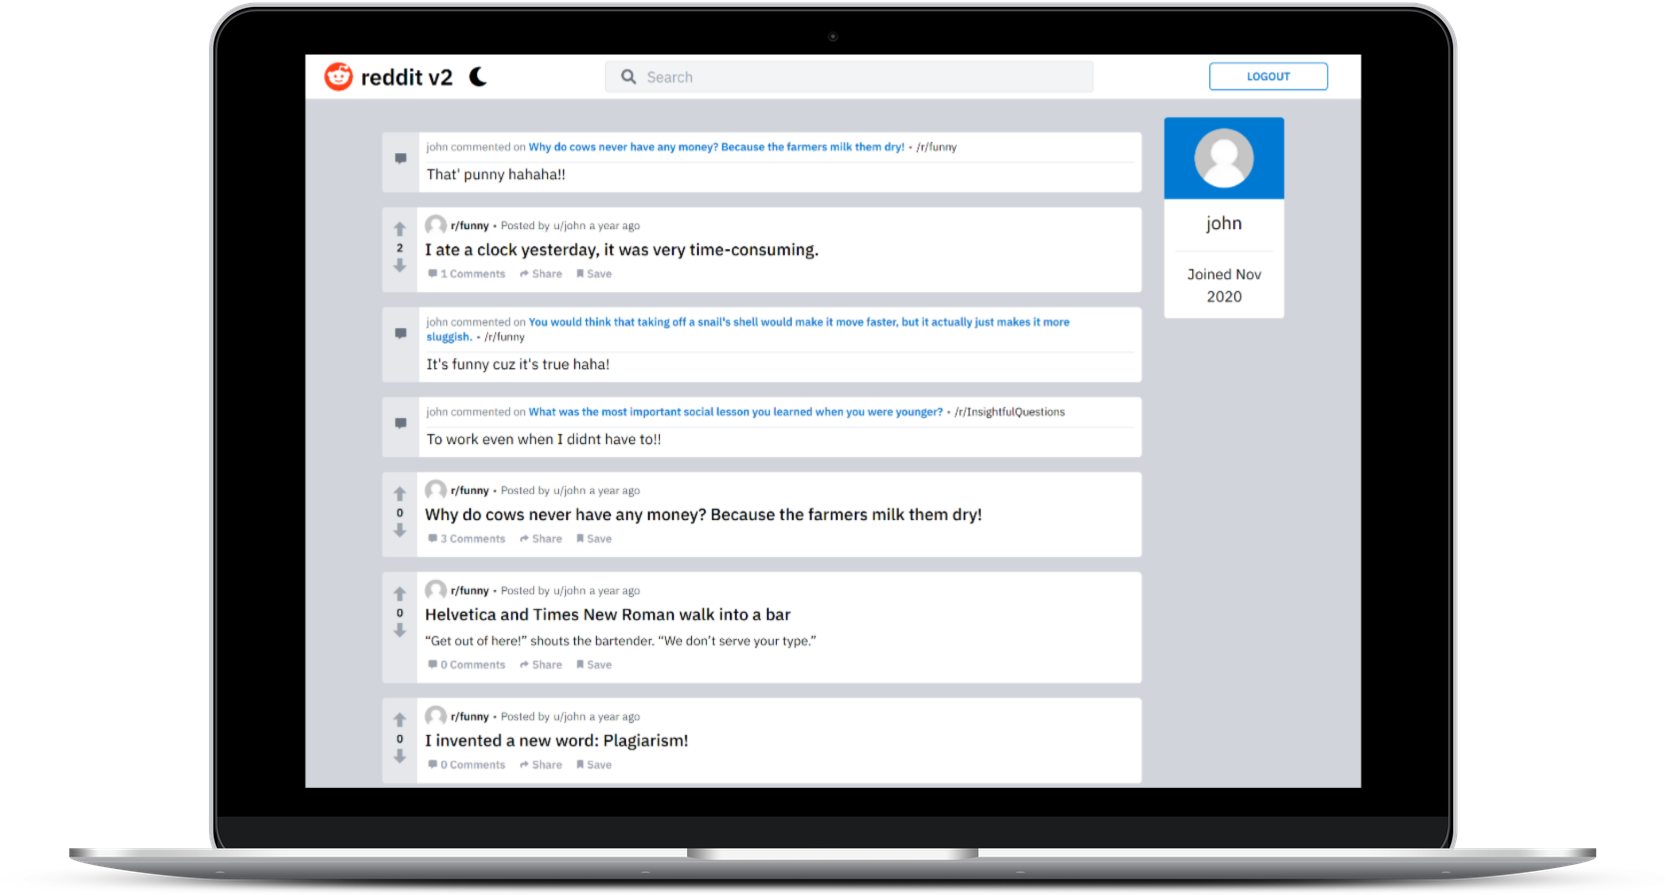 reddit v2
Search
LOGOUT
john commented on Why do cows never have any money? Because the farmers milk them dry! • /r/funny
That' punny hahaha!!
r/funny • Posted by u/john a year ago
2
I ate a clock yesterday, it was very time-consuming.
1 Comments Share Save
john commented on You would think that taking off a snail's shell would make it move faster, but it actually just makes it more
sluggish. • /r/funny
It's funny cuz it's true haha!
john commented on What was the most important social lesson you learned when you were younger? • /r/InsightfulQuestions
To work even when I didnt have to!!
r/funny • Posted by u/john a year ago
0
Why do cows never have any money? Because the farmers milk them dry!
3 Comments Share Save
r/funny • Posted by u/john a year ago
0
Helvetica and Times New Roman walk into a bar
“Get out of here!” shouts the bartender. “We don’t serve your type.”
0 Comments Share Save
r/funny • Posted by u/john a year ago
0
I invented a new word: Plagiarism!
0 Comments Share Save
john
Joined Nov
2020